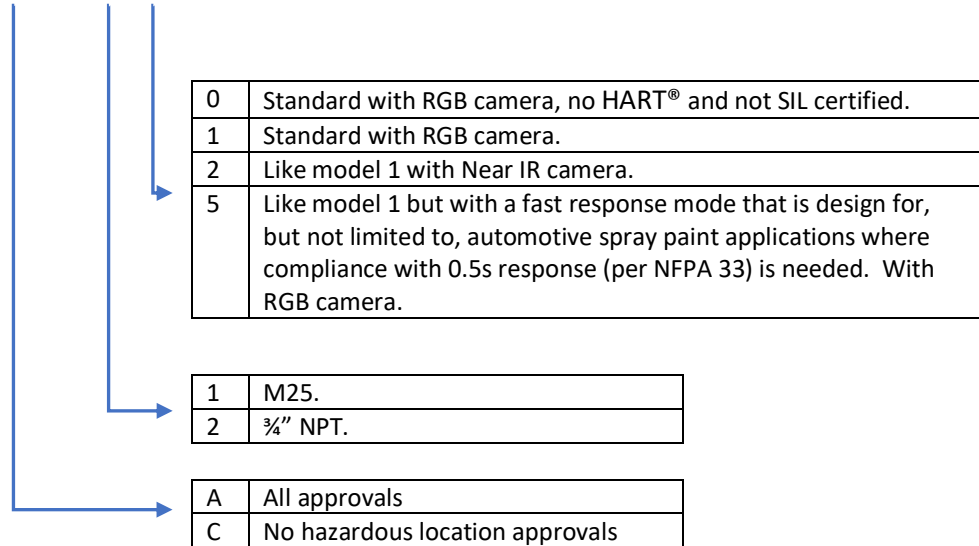 0 Standard with RGB camera, no HART® and not SIL certified.
1 Standard with RGB camera.
2 Like model 1 with Near IR camera.
5 Like model 1 but with a fast response mode that is design for,
but not limited to, automotive spray paint applications where
compliance with 0.5s response (per NFPA 33) is needed.  With
RGB camera.
1 M25.
2 ¾” NPT.
A All approvals
C No hazardous location approvals